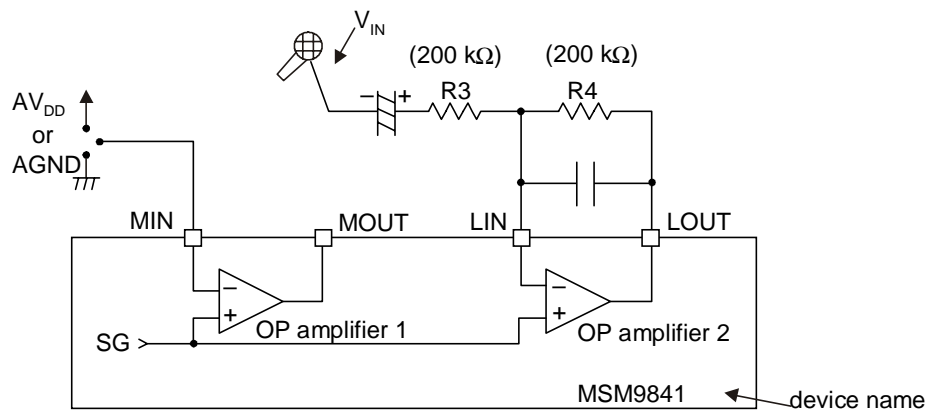 V_IN
(200 kΩ) (200 kΩ)
− + R3 R4
AV_DD
or
AGND
MIN MOUT LIN LOUT
− −
+ +
OP amplifier 1 OP amplifier 2
SG
MSM9841
device name